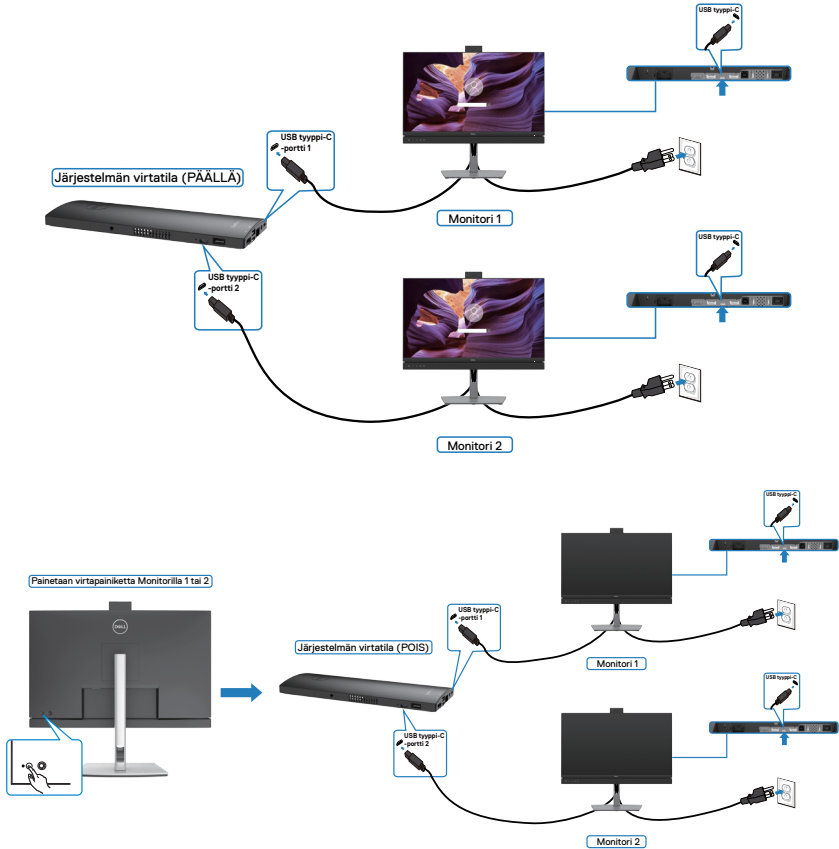 USB tyyppi-C
USB tyyppi-C
-portti 1
Järjestelmän virtatila (PÄÄLLÄ)
Monitori 1
USB tyyppi-C
USB tyyppi-C
-portti 2
Monitori 2
USB tyyppi-C
Painetaan virtapainiketta Monitorilla 1 tai 2
USB tyyppi-C
-portti 1
DELL
Järjestelmän virtatila (POIS)
Monitori 1
USB tyyppi-C
USB tyyppi-C
-portti 2
Monitori 2